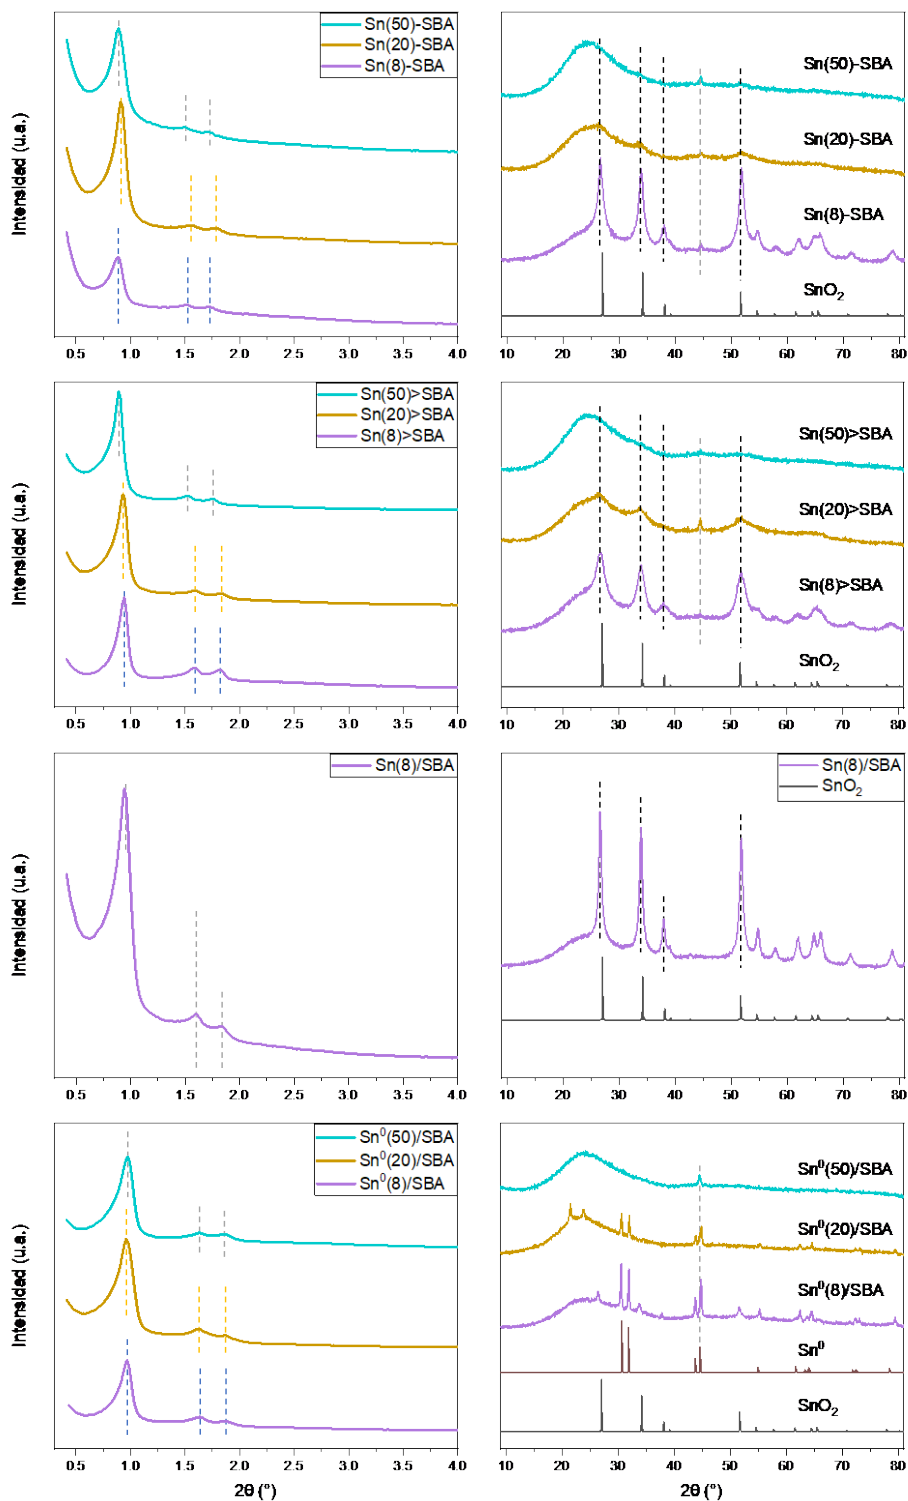 Sn(50)-SBA
Sn(20)-SBA
Sn(8)-SBA
Intensidad (u.a.)
0.5 1.0 1.5 2.0 2.5 3.0 3.5 4.0
Sn(50)-SBA
Sn(20)-SBA
Sn(8)-SBA
SnO₂
10 20 30 40 50 60 70 80
Sn(50)>SBA
Sn(20)>SBA
Sn(8)>SBA
Intensidad (u.a.)
0.5 1.0 1.5 2.0 2.5 3.0 3.5 4.0
Sn(50)>SBA
Sn(20)>SBA
Sn(8)>SBA
SnO₂
10 20 30 40 50 60 70 80
Sn(8)/SBA
Intensidad (u.a.)
0.5 1.0 1.5 2.0 2.5 3.0 3.5 4.0
Sn(8)/SBA
SnO₂
10 20 30 40 50 60 70 80
Sn⁰(50)/SBA
Sn⁰(20)/SBA
Sn⁰(8)/SBA
Intensidad (u.a.)
0.5 1.0 1.5 2.0 2.5 3.0 3.5 4.0
2θ (°)
Sn⁰(50)/SBA
Sn⁰(20)/SBA
Sn⁰(8)/SBA
Sn⁰
SnO₂
10 20 30 40 50 60 70 80
2θ (°)